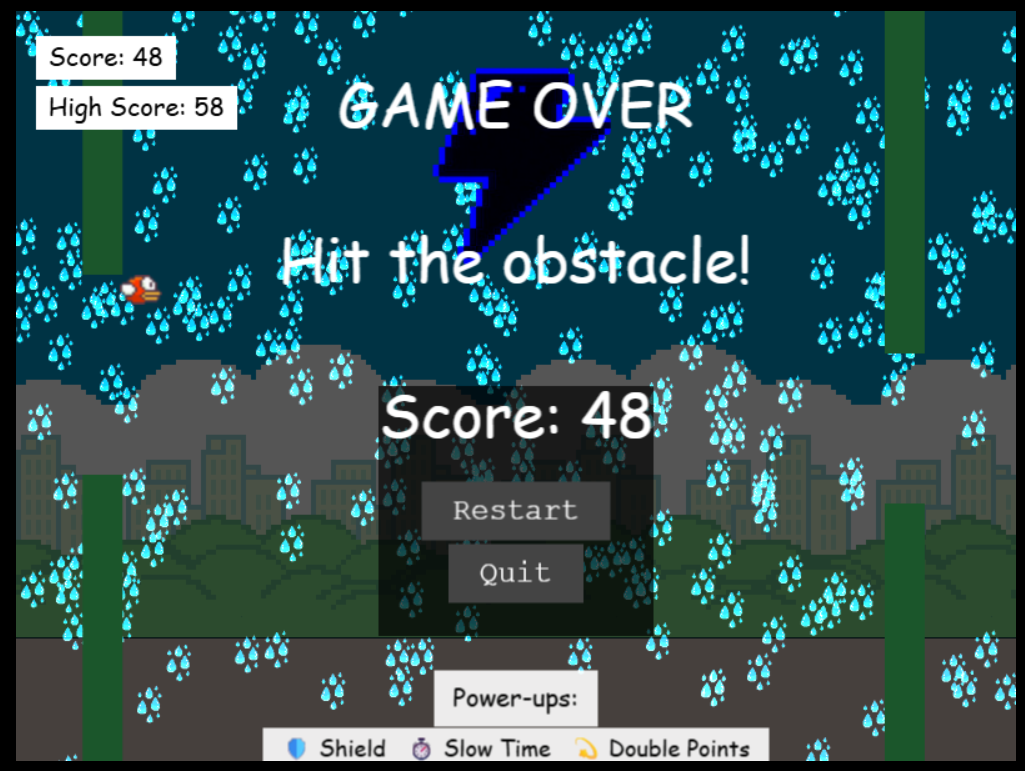 Score: 48
High Score: 58
GAME OVER
Hit the obstacle!
Score: 48
Restart
Quit
Power-ups:
Shield Slow Time Double Points